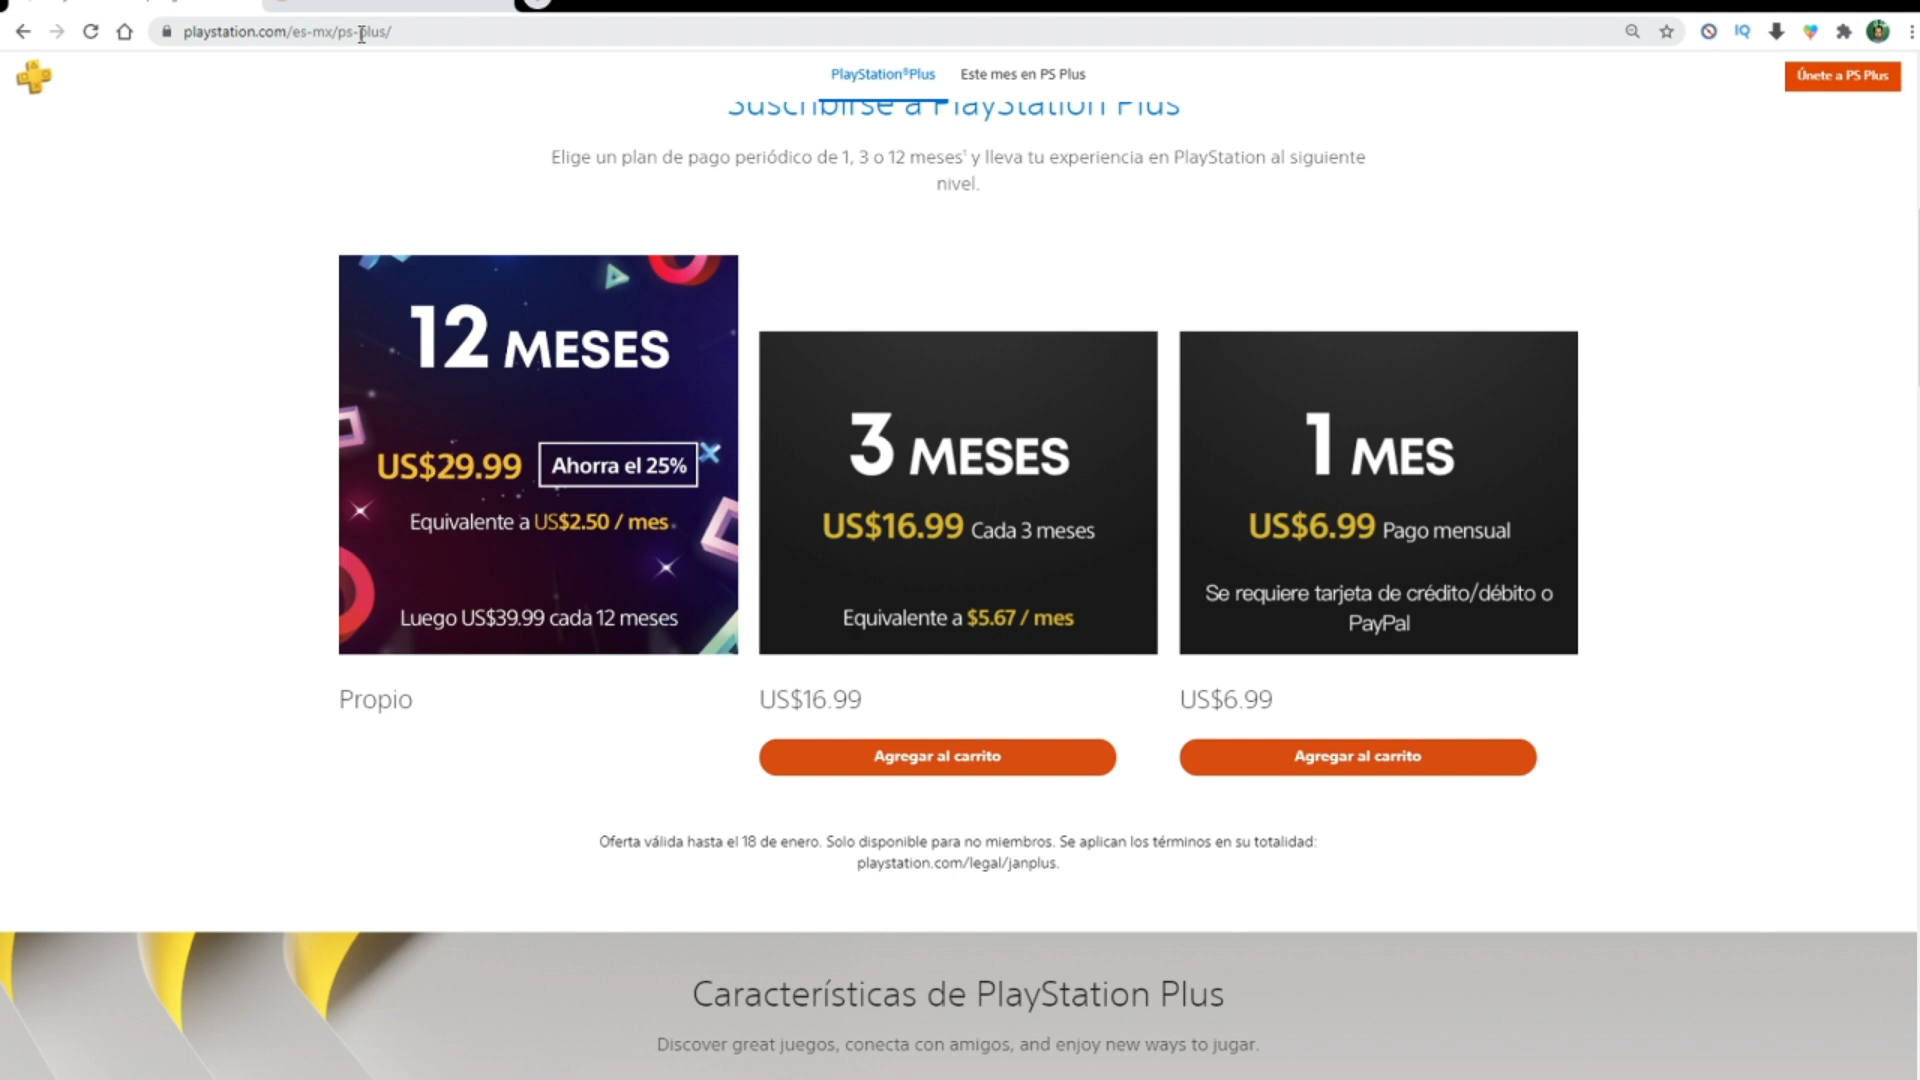 playstation.com/es-mx/ps-plus/
IQ
PlayStation®Plus
Este mes en PS Plus
Únete a PS Plus
Suscribirse a PlayStation Plus
Elige un plan de pago periódico de 1, 3 o 12 meses¹ y lleva tu experiencia en PlayStation al siguiente
nivel.
12 MESES
US$29.99 Ahorra el 25%
Equivalente a US$2.50 / mes
Luego US$39.99 cada 12 meses
Propio
3 MESES
US$16.99 Cada 3 meses
Equivalente a $5.67 / mes
US$16.99
Agregar al carrito
1 MES
US$6.99 Pago mensual
Se requiere tarjeta de crédito/débito o
PayPal
US$6.99
Agregar al carrito
Oferta válida hasta el 18 de enero. Solo disponible para no miembros. Se aplican los términos en su totalidad:
playstation.com/legal/janplus.
Características de PlayStation Plus
Discover great juegos, conecta con amigos, and enjoy new ways to jugar.